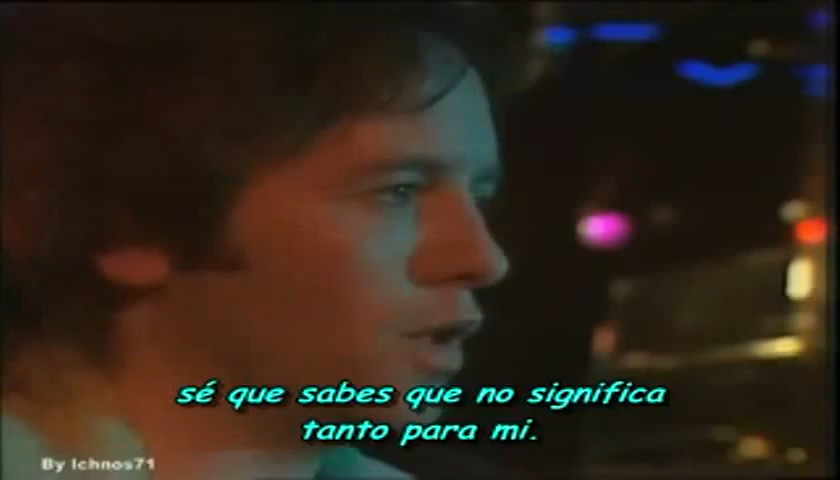 sé que sabes que no significa
tanto para mi.
By Ichnos71